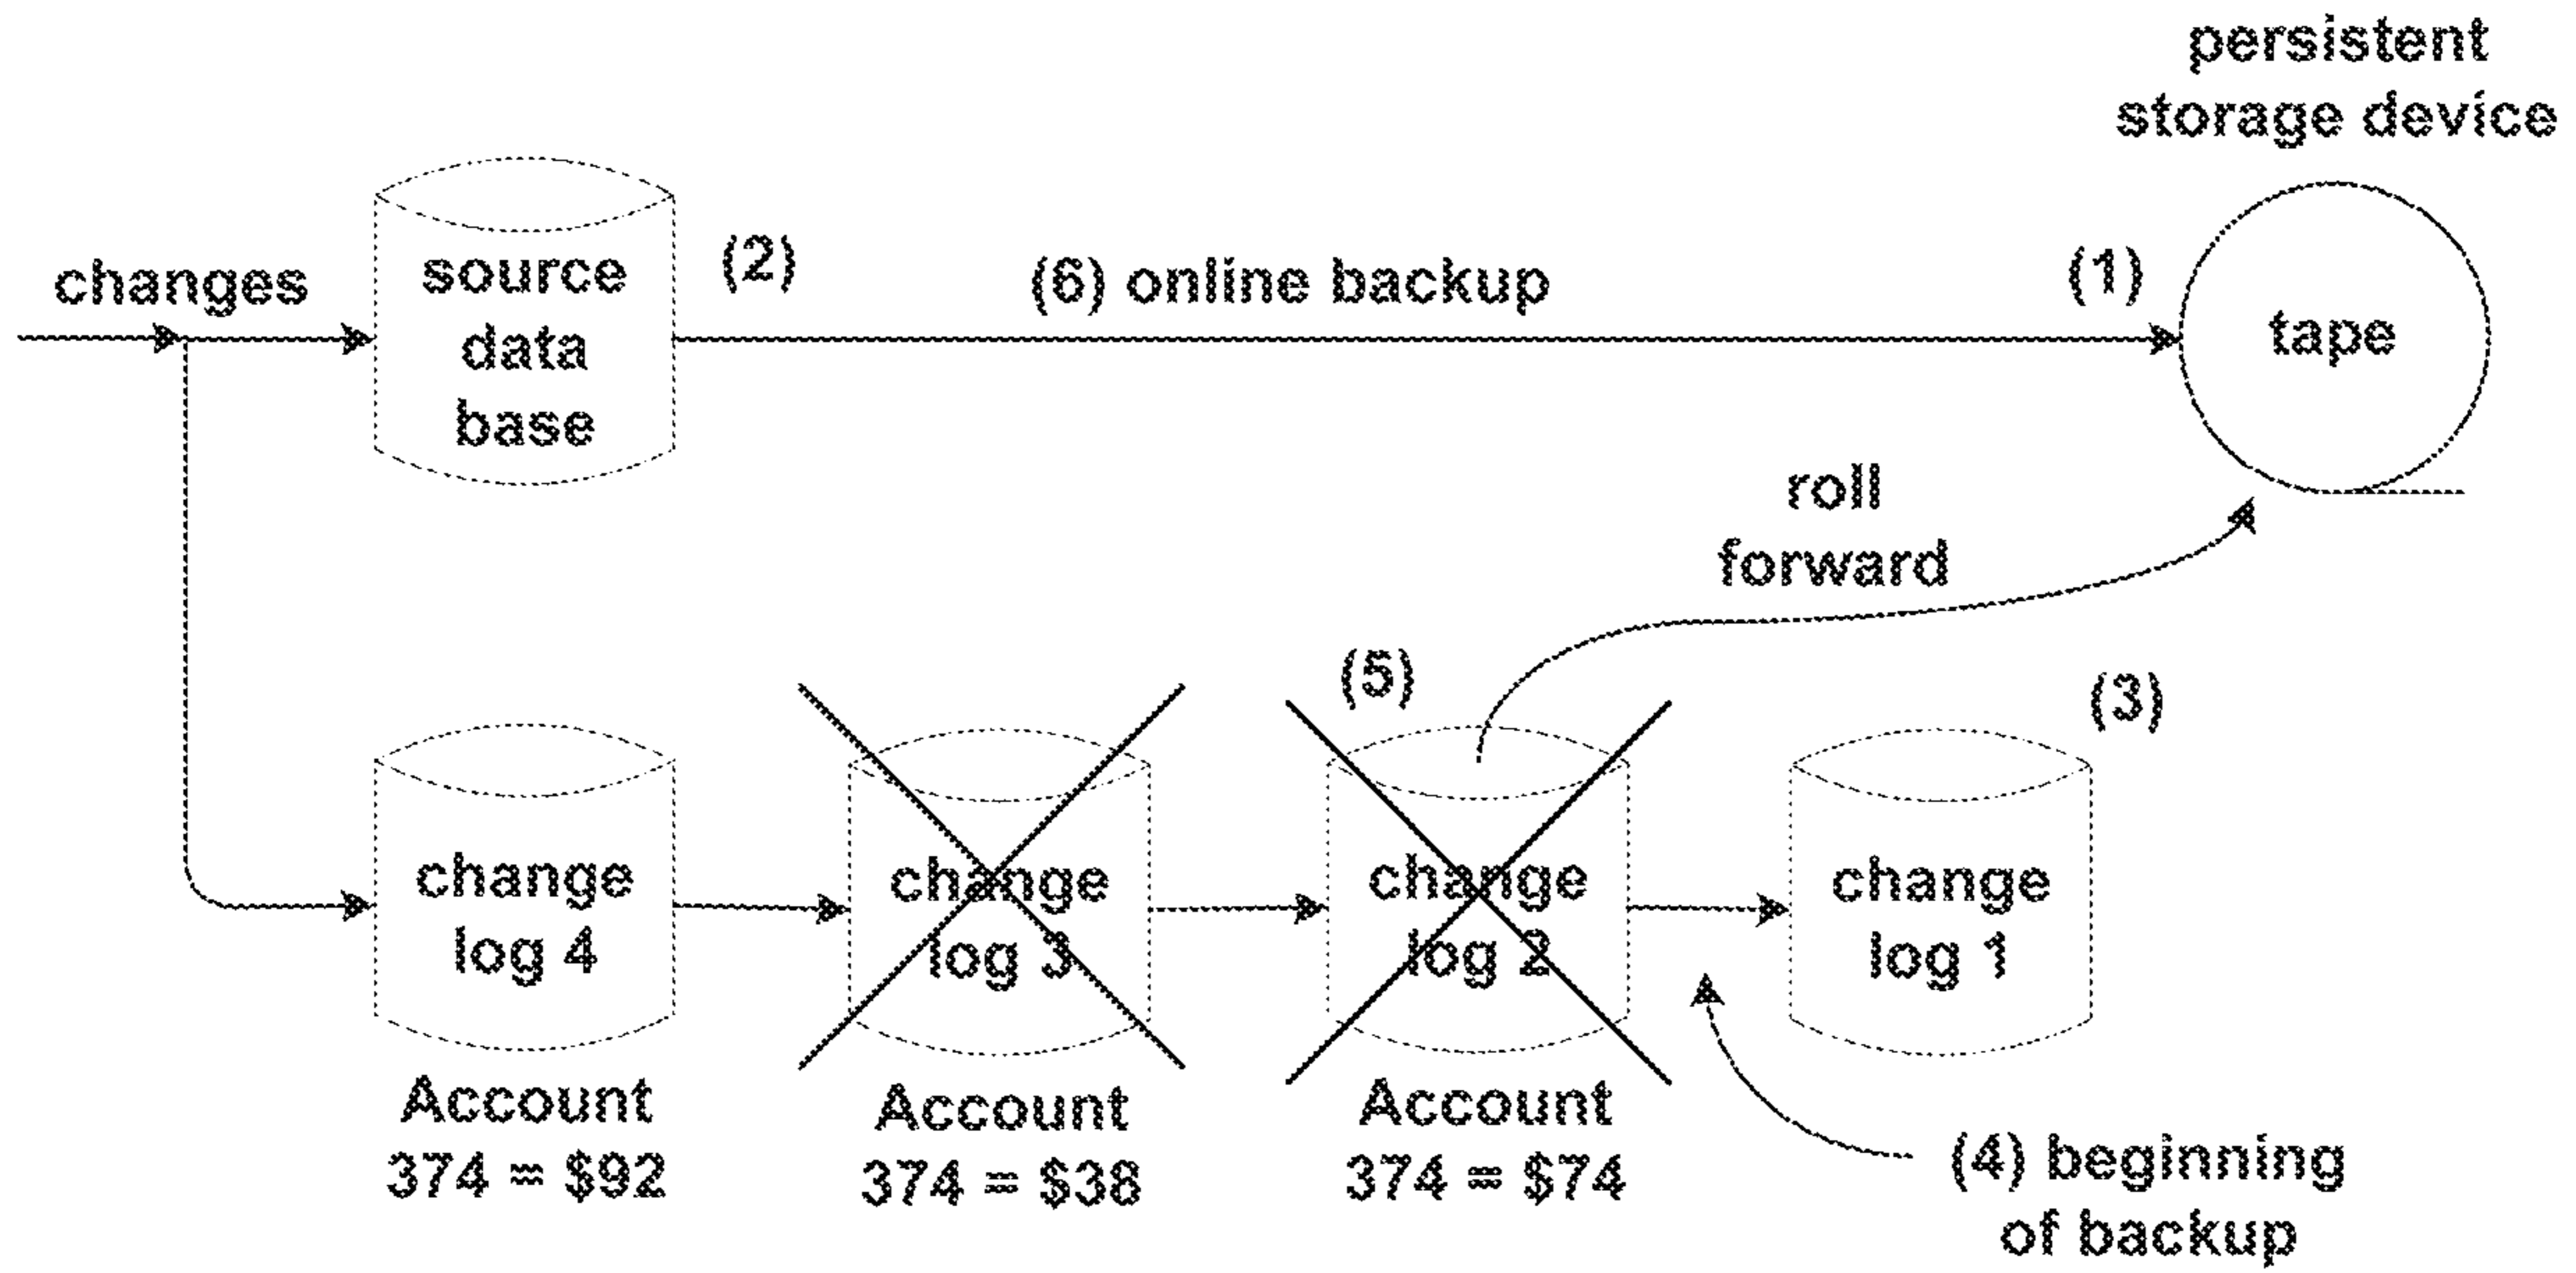 persistent
storage device
changes
source
data
base
(2)
(6) online backup
(1)
tape
roll
forward
(5)
(3)
change
log 4
change
log 3
change
log 2
change
log 1
Account
374 = $92
Account
374 = $38
Account
374 = $74
(4) beginning
of backup